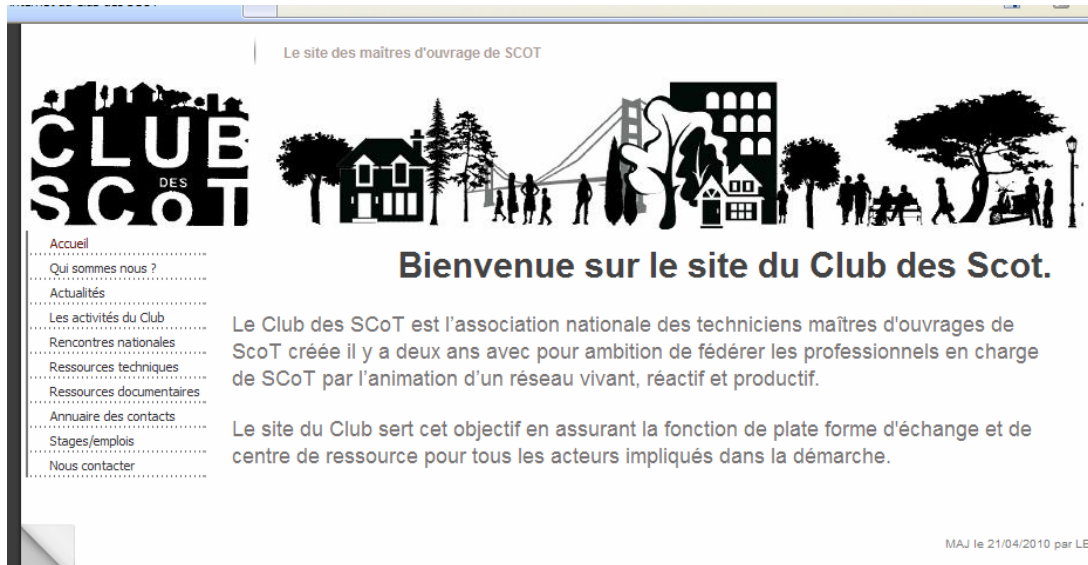 Le site des maîtres d'ouvrage de SCOT
CLUB
DES
SCoT
Accueil
Qui sommes nous ?
Actualités
Les activités du Club
Rencontres nationales
Ressources techniques
Ressources documentaires
Annuaire des contacts
Stages/emplois
Nous contacter
Bienvenue sur le site du Club des Scot.
Le Club des SCoT est l'association nationale des techniciens maîtres d'ouvrages de
ScoT créée il y a deux ans avec pour ambition de fédérer les professionnels en charge
de SCoT par l'animation d'un réseau vivant, réactif et productif.
Le site du Club sert cet objectif en assurant la fonction de plate forme d'échange et de
centre de ressource pour tous les acteurs impliqués dans la démarche.
MAJ le 21/04/2010 par LE